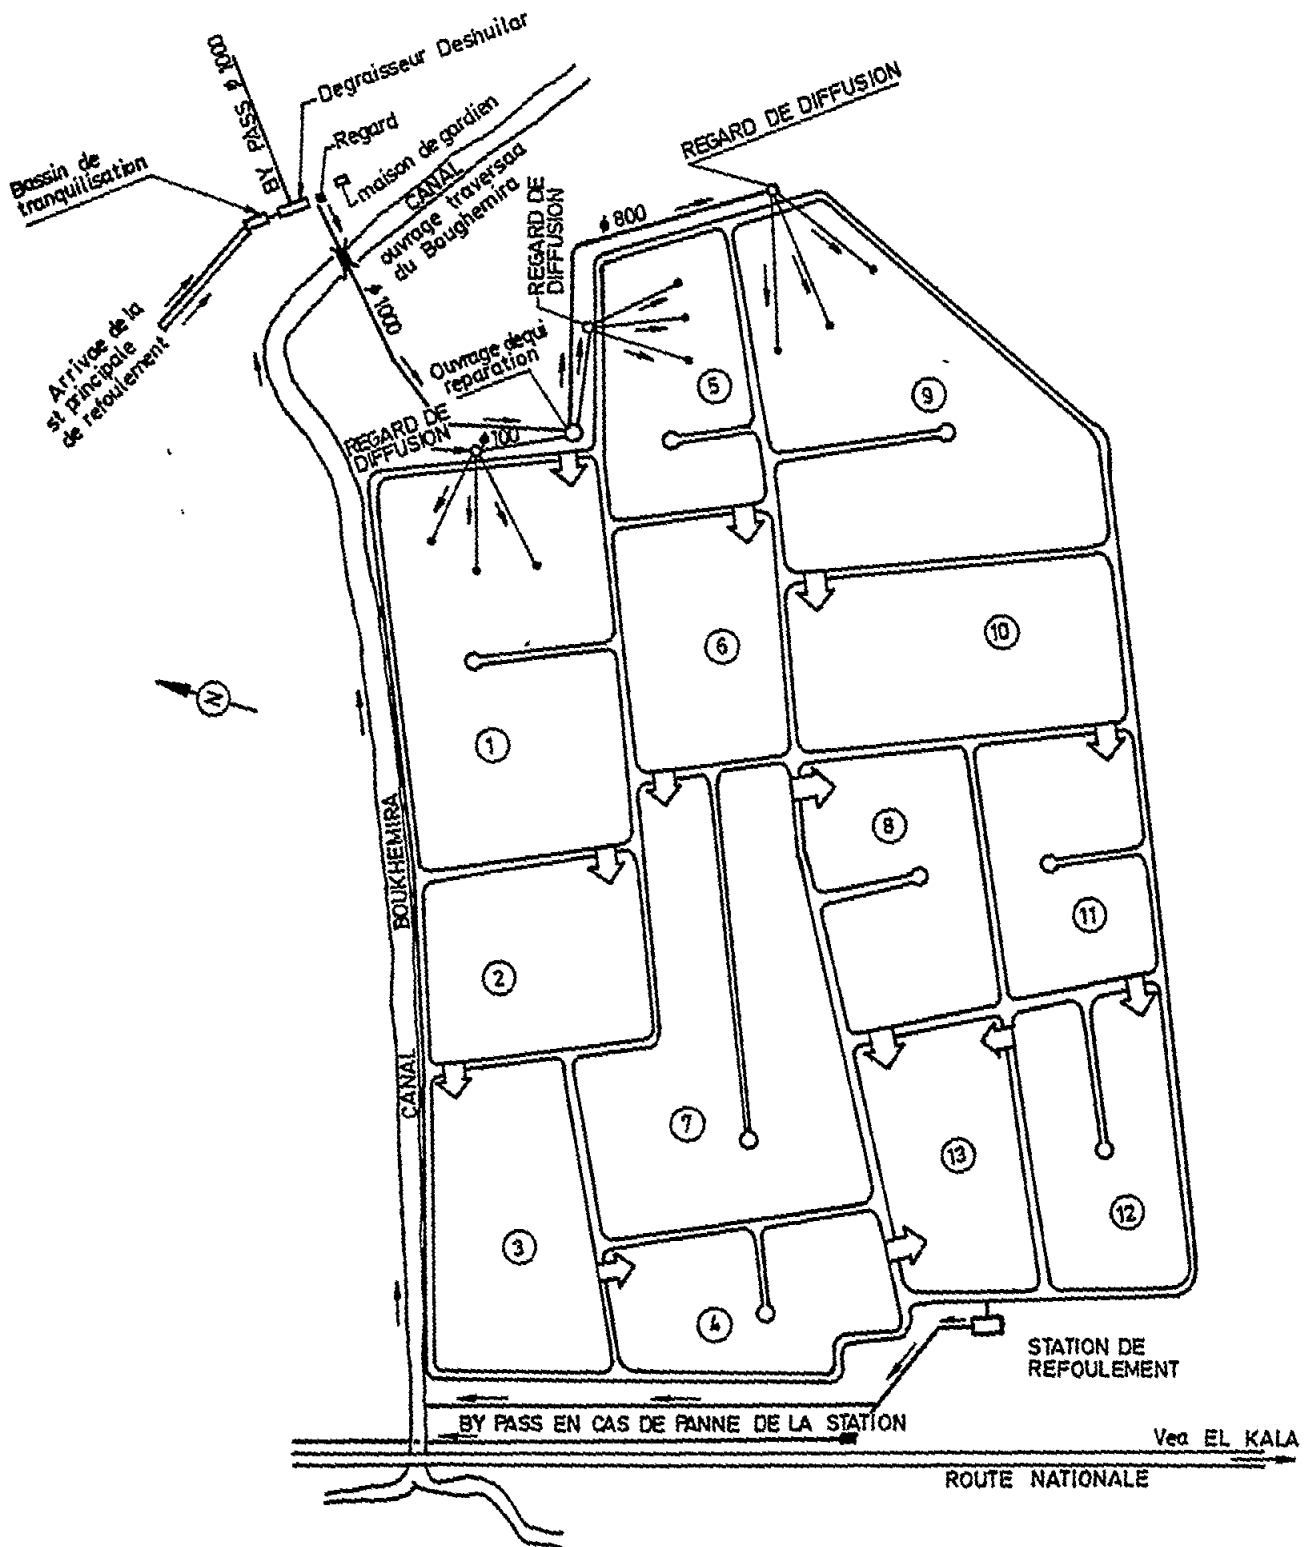 BY PASS ø 1000
Degraisseur Deshuilar
Regard
maison de gardien
CANAL
ouvrage traversaa
du Boughemira
Bassin de
tranquilisation
Arrivae de la
st principale
de refoulement
ø 1000
REGARD DE DIFFUSION
ø 800
REGARD DE
DIFFUSION
Ouvrage dequi
reparation
REGARD DE
DIFFUSION
ø 100
5
9
6
10
N
1
8
11
BOUKHEMIRA
2
CANAL
7
13
12
3
4
STATION DE
REFOULEMENT
BY PASS EN CAS DE PANNE DE LA STATION
Vea EL KALA
ROUTE NATIONALE